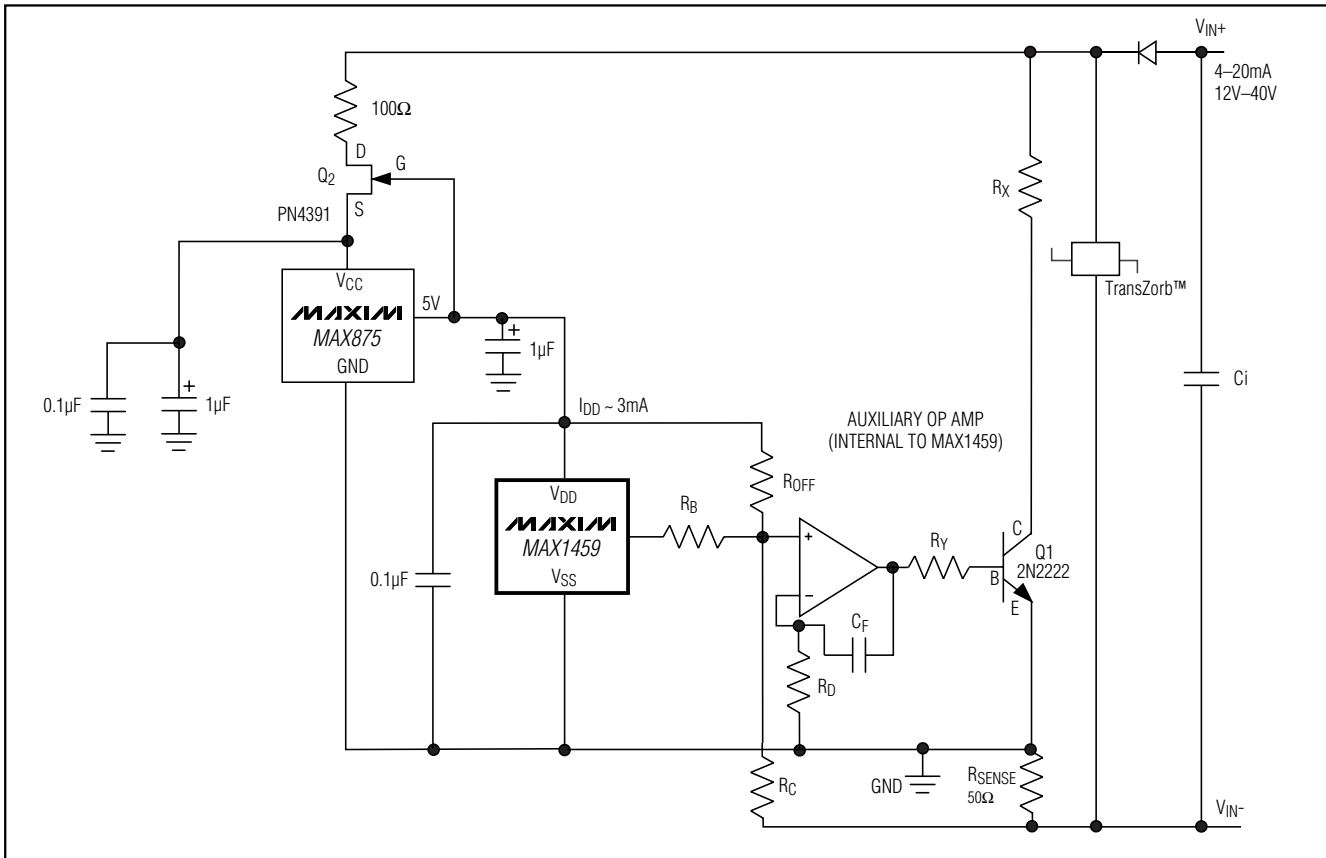 VIN+
4–20mA
12V–40V
100Ω
D
G
Q2
S
PN4391
RX
TransZorb™
VCC
MAXIM
MAX875
GND
5V
1µF
+
0.1µF
+
1µF
Ci
IDD ~ 3mA
AUXILIARY OP AMP
(INTERNAL TO MAX1459)
ROFF
VDD
MAXIM
MAX1459
VSS
RB
+
–
RY
C
Q1
2N2222
B
E
0.1µF
CF
RD
RC
GND
RSENSE
50Ω
VIN-